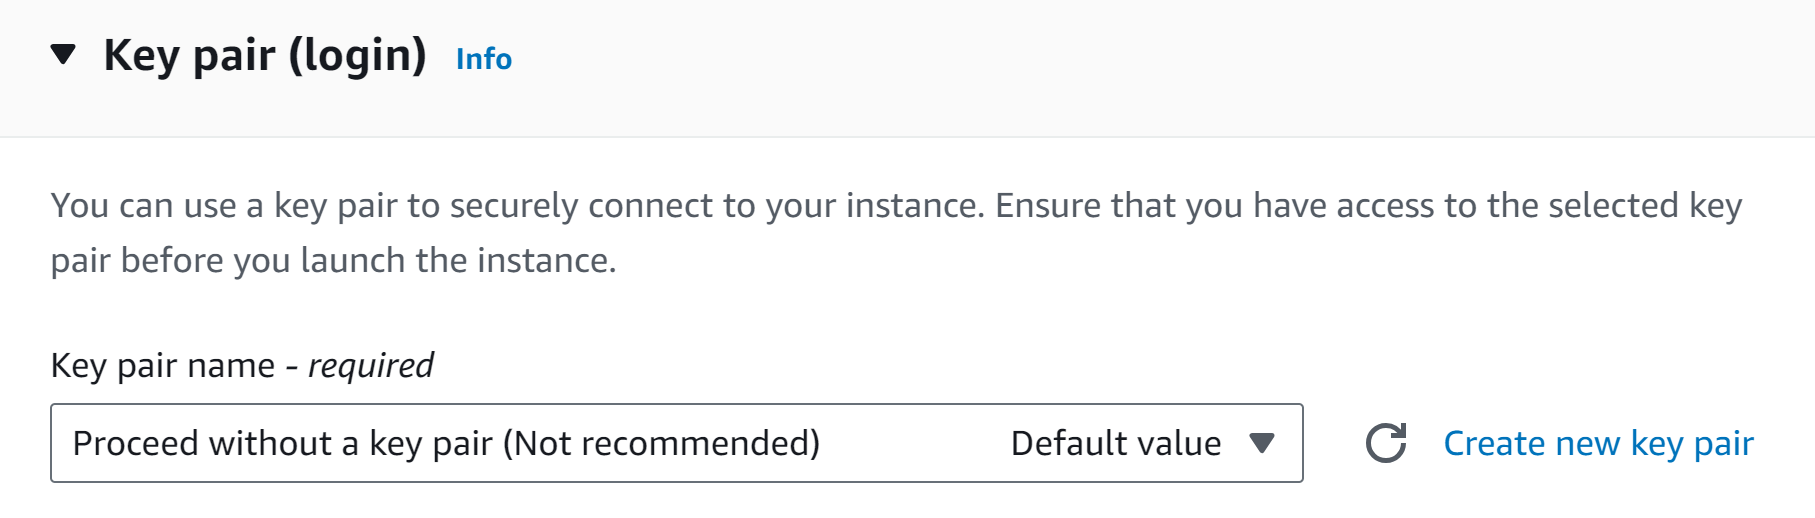 Key pair (login) Info
You can use a key pair to securely connect to your instance. Ensure that you have access to the selected key
pair before you launch the instance.
Key pair name - required
Proceed without a key pair (Not recommended) Default value Create new key pair